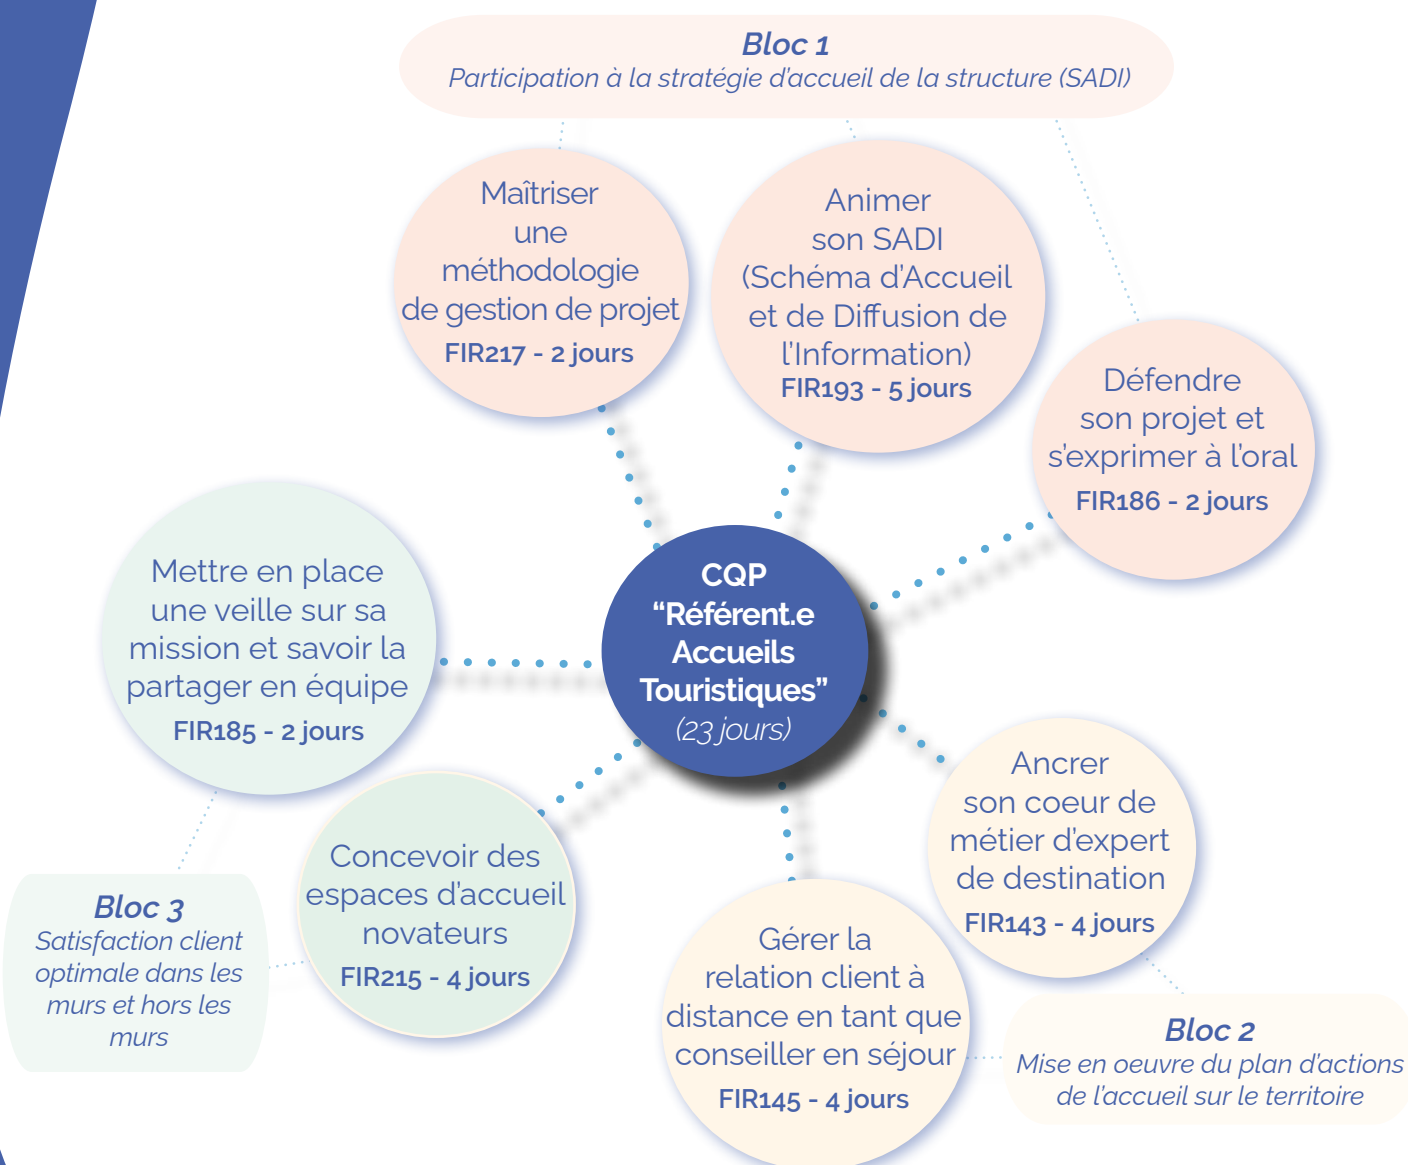 Bloc 1
Participation à la stratégie d'accueil de la structure (SADI)
Maîtriser
une
méthodologie
de gestion de projet
FIR217 - 2 jours
Animer
son SADI
(Schéma d'Accueil
et de Diffusion de
l'Information)
FIR193 - 5 jours
Défendre
son projet et
s'exprimer à l'oral
FIR186 - 2 jours
CQP
“Référent.e
Accueils
Touristiques”
(23 jours)
Mettre en place
une veille sur sa
mission et savoir la
partager en équipe
FIR185 - 2 jours
Concevoir des
espaces d'accueil
novateurs
FIR215 - 4 jours
Bloc 3
Satisfaction client
optimale dans les
murs et hors les
murs
Ancrer
son coeur de
métier d'expert
de destination
FIR143 - 4 jours
Gérer la
relation client à
distance en tant que
conseiller en séjour
FIR145 - 4 jours
Bloc 2
Mise en oeuvre du plan d'actions
de l'accueil sur le territoire